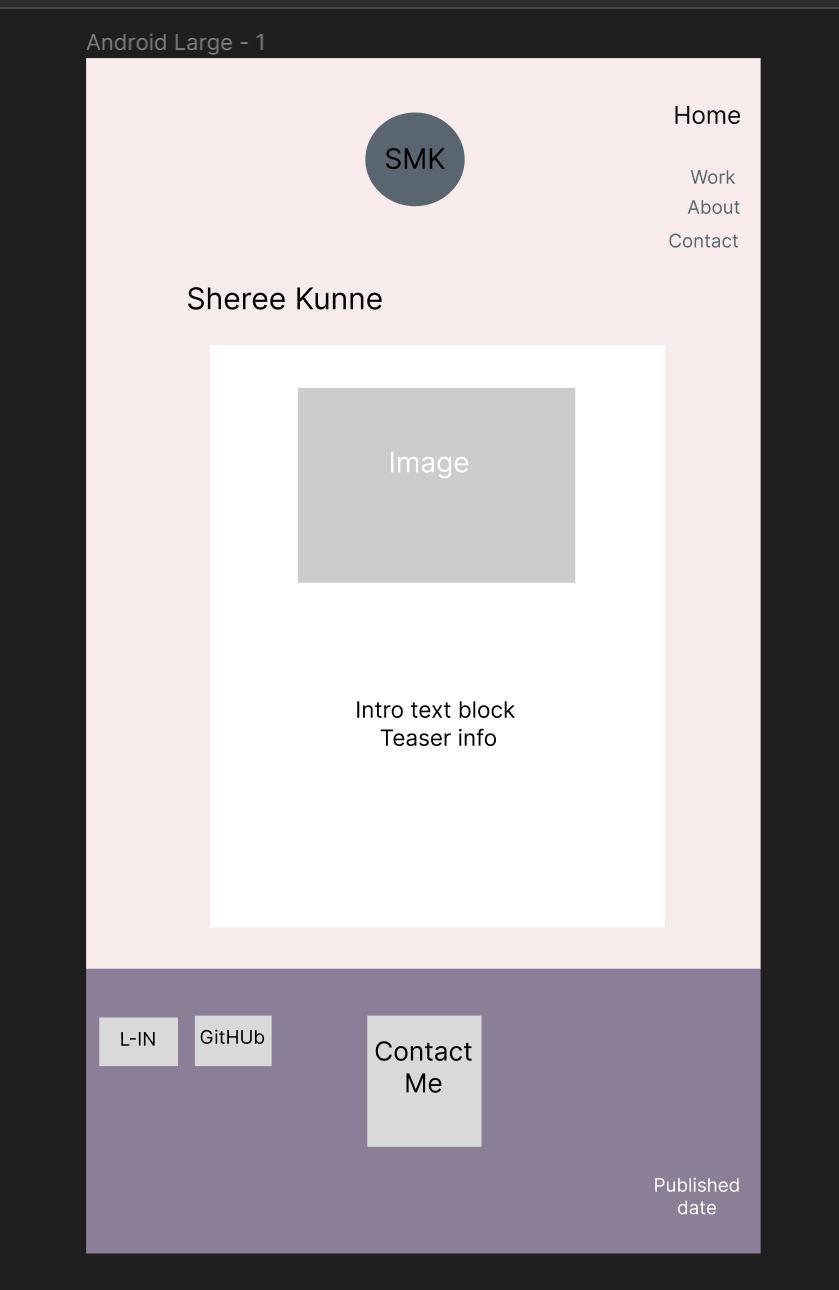 Android Large - 1
Home
SMK
Work
About
Contact
Sheree Kunne
Image
Intro text block
Teaser info
L-IN
GitHUb
Contact
Me
Published
date